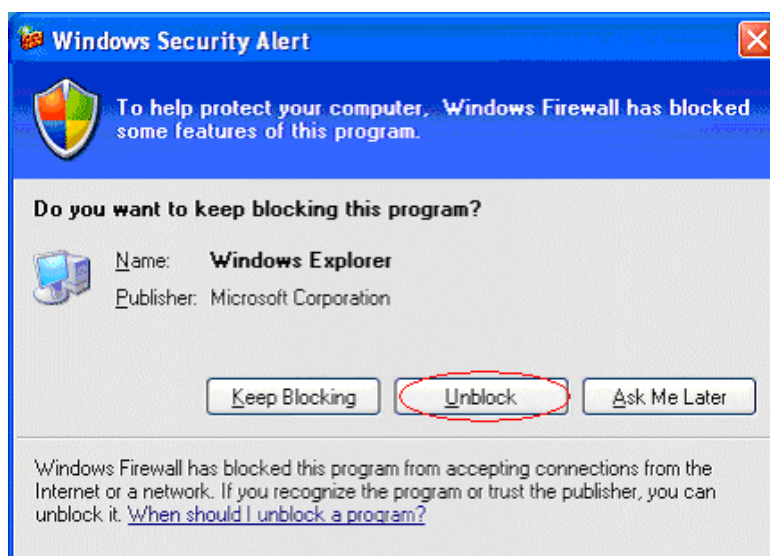 Windows Security Alert
To help protect your computer, Windows Firewall has blocked
some features of this program.
Do you want to keep blocking this program?
Name: Windows Explorer
Publisher: Microsoft Corporation
Keep Blocking Unblock Ask Me Later
Windows Firewall has blocked this program from accepting connections from the
Internet or a network. If you recognize the program or trust the publisher, you can
unblock it. When should I unblock a program?